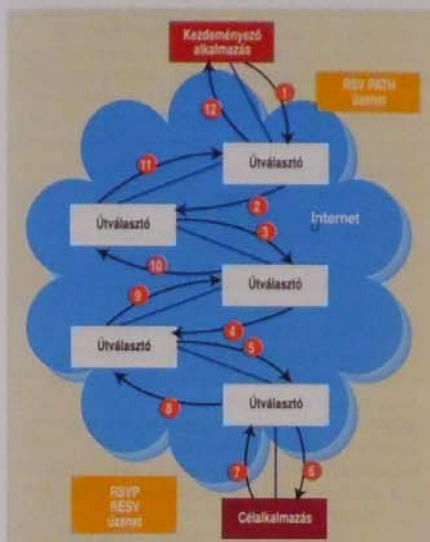 Kezdeményező
alkalmazás
1
12
RSV PATH
üzenet
11
Útválasztó
2
Internet
Útválasztó
3
10
Útválasztó
9
4
Útválasztó
5
8
Útválasztó
7
6
RSVP
RESV
üzenet
Célalkalmazás